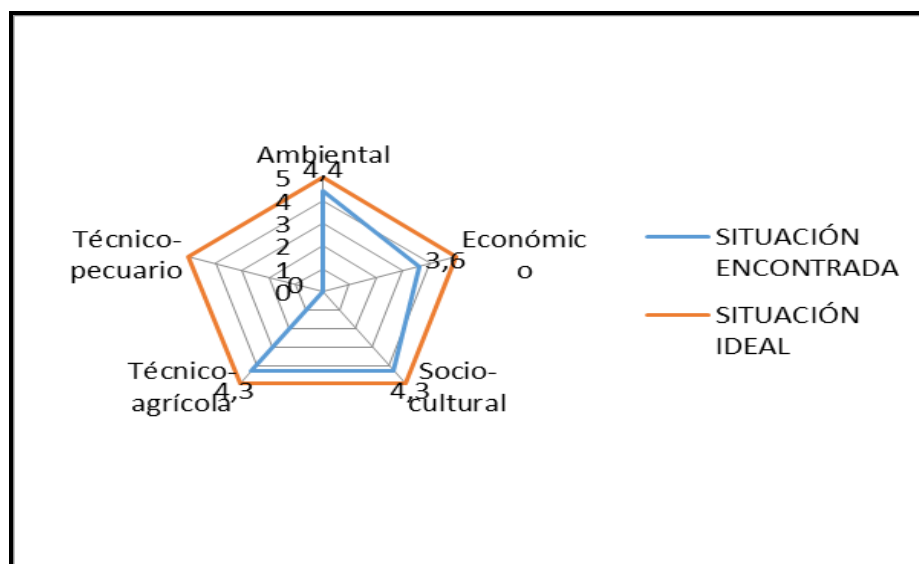 Ambiental
4,4
5
4
3
2
1
0
0
Económic
o
3,6
Socio-
cultural
4,3
Técnico-
agrícola
4,3
Técnico-
pecuario
SITUACIÓN
ENCONTRADA
SITUACIÓN
IDEAL